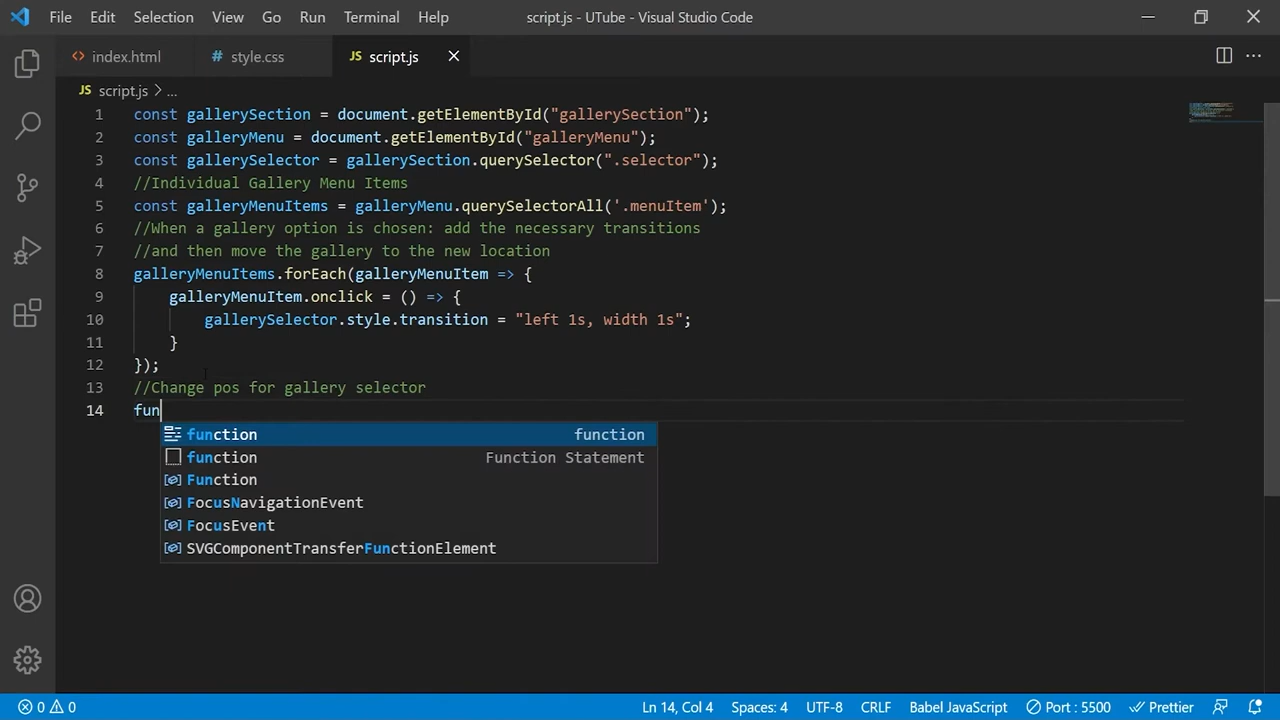 File Edit Selection View Go Run Terminal Help script.js - UTube - Visual Studio Code
index.html # style.css JS script.js
JS script.js > ...
1 const gallerySection = document.getElementById("gallerySection");
2 const galleryMenu = document.getElementById("galleryMenu");
3 const gallerySelector = gallerySection.querySelector(".selector");
4 //Individual Gallery Menu Items
5 const galleryMenuItems = galleryMenu.querySelectorAll('.menuItem');
6 //When a gallery option is chosen: add the necessary transitions
7 //and then move the gallery to the new location
8 galleryMenuItems.forEach(galleryMenuItem => {
9 galleryMenuItem.onclick = () => {
10 gallerySelector.style.transition = "left 1s, width 1s";
11 }
12 });
13 //Change pos for gallery selector
14 fun
function function
function Function Statement
Function
FocusNavigationEvent
FocusEvent
SVGComponentTransferFunctionElement
0 0 Ln 14, Col 4 Spaces: 4 UTF-8 CRLF Babel JavaScript Port : 5500 Prettier